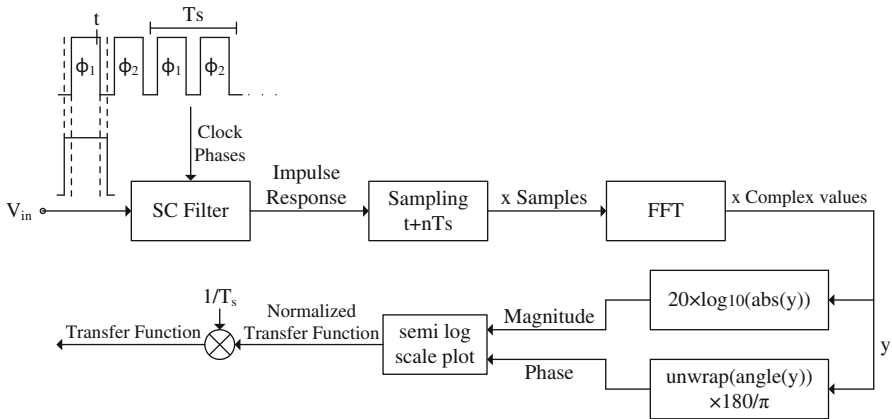 t
Ts
ϕ1 ϕ2 ϕ1 ϕ2
. . .
Clock
Phases
Vin
SC Filter
Impulse
Response
Sampling
t+nTs
x Samples
FFT
x Complex values
20×log10(abs(y))
y
unwrap(angle(y))
×180/π
Magnitude
Phase
semi log
scale plot
Normalized
Transfer Function
1/Ts
Transfer Function